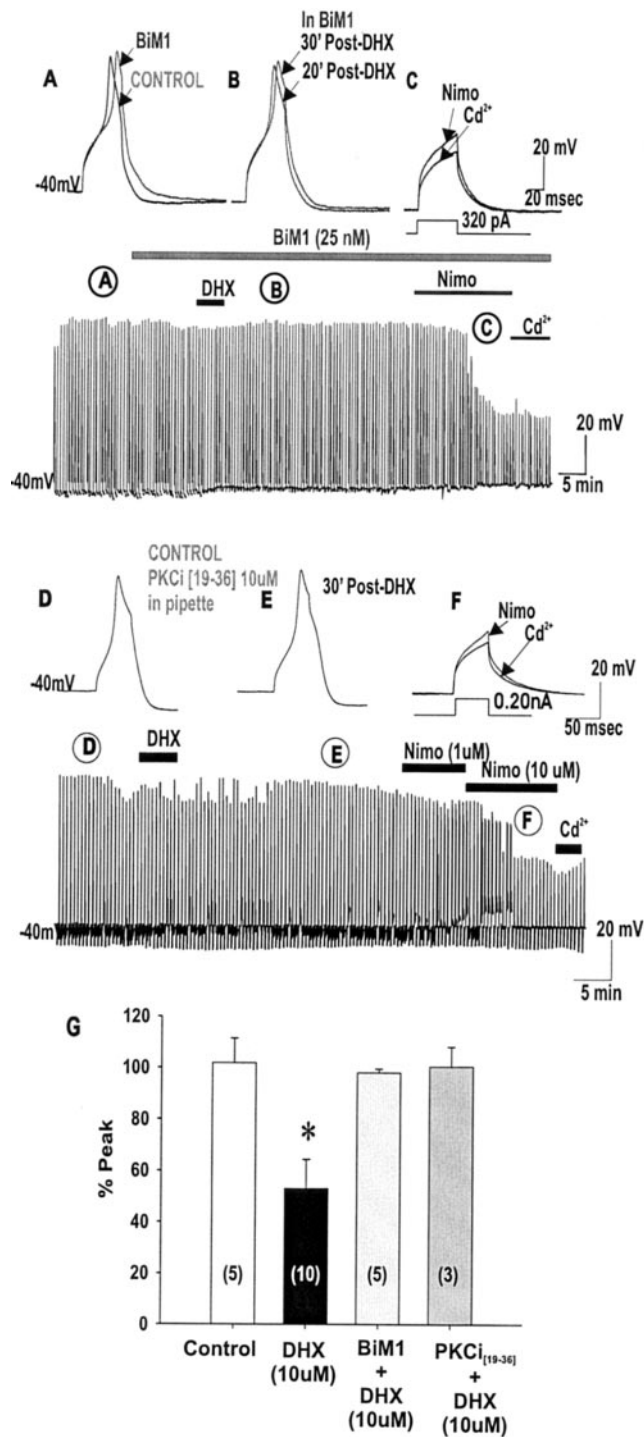 In BiM1
BiM1
30' Post-DHX
A
CONTROL
B
20' Post-DHX
C
Nimo
Cd²⁺
20 mV
-40mV
-40mV
20 msec
320 pA
BiM1 (25 nM)
A
DHX
B
Nimo
C
Cd²⁺
20 mV
-40mV
5 min
CONTROL
D
PKCi [19-36] 10uM
E
30' Post-DHX
F
in pipette
Nimo
Cd²⁺
20 mV
-40mV
0.20nA
50 msec
D
DHX
E
Nimo (1uM)
Nimo (10 uM)
F
Cd²⁺
-40m
20 mV
5 min
G
% Peak
120
100
80
60
40
20
0
*
(5)
(10)
(5)
(3)
Control
DHX
(10uM)
BiM1
+
DHX
(10uM)
PKCi[19-36]
+
DHX
(10uM)